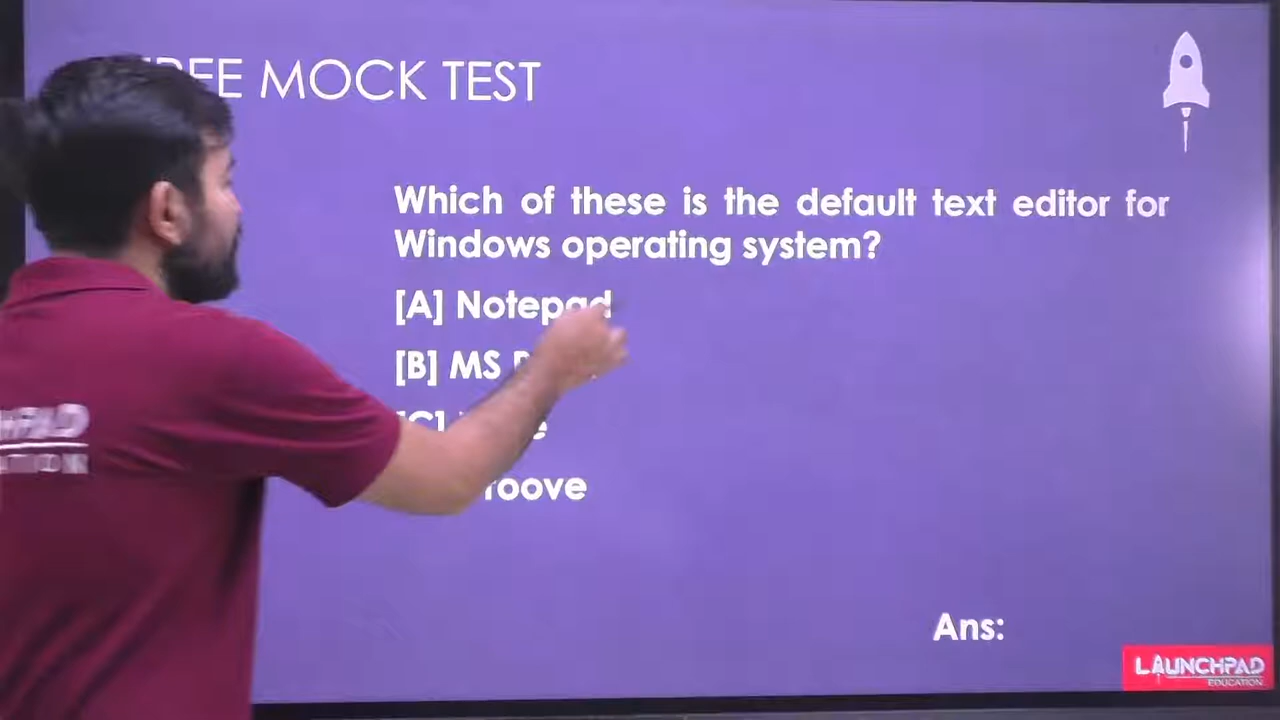 MOCK TEST
Which of these is the default text editor for
Windows operating system?
[A] Notepad
[B] MS
LAUNCHPAD
EDUCATION
Ans: